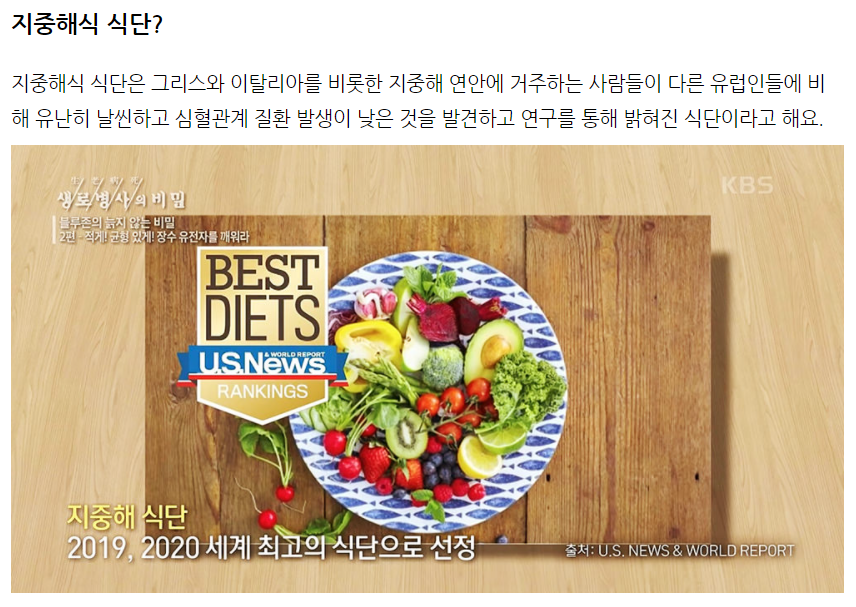 지중해식 식단?
지중해식 식단은 그리스와 이탈리아를 비롯한 지중해 연안에 거주하는 사람들이 다른 유럽인들에 비
해 유난히 날씬하고 심혈관계 질환 발생이 낮은 것을 발견하고 연구를 통해 밝혀진 식단이라고 해요.
生老病死
생로병사의 비밀
KBS
블루존의 늙지 않는 비밀
2편 - 적게! 균형 있게! 장수 유전자를 깨워라
BEST
DIETS
U.S.News
& WORLD REPORT
RANKINGS
지중해 식단
2019, 2020 세계 최고의 식단으로 선정
출처: U.S. NEWS & WORLD REPORT